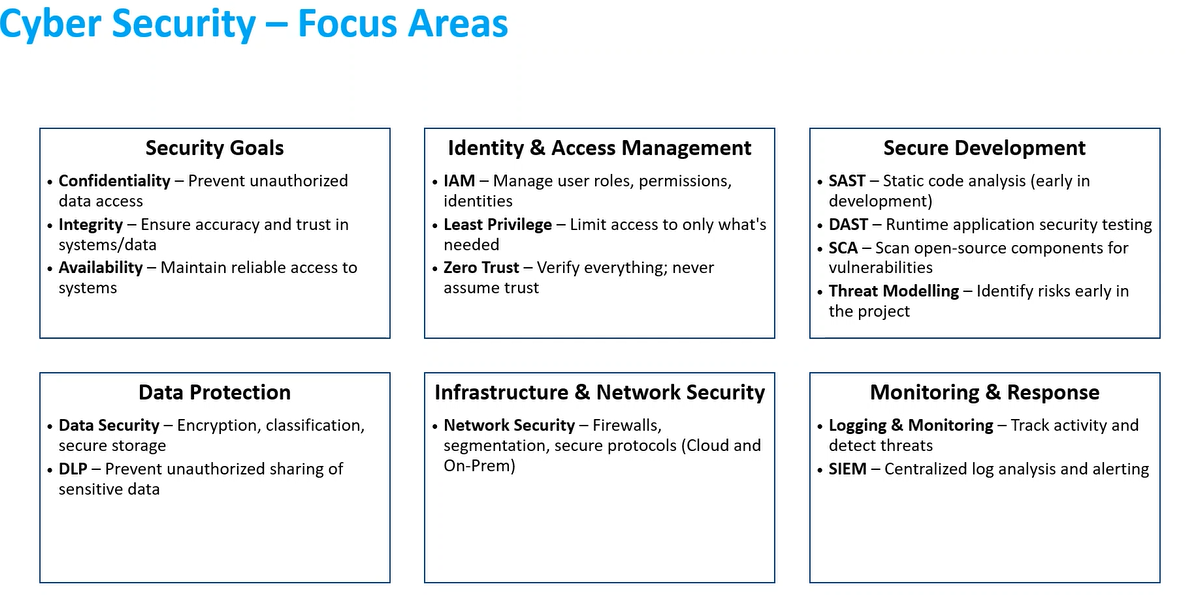 Cyber Security – Focus Areas
Security Goals
• Confidentiality – Prevent unauthorized
data access
• Integrity – Ensure accuracy and trust in
systems/data
• Availability – Maintain reliable access to
systems
Identity & Access Management
• IAM – Manage user roles, permissions,
identities
• Least Privilege – Limit access to only what's
needed
• Zero Trust – Verify everything; never
assume trust
Secure Development
• SAST – Static code analysis (early in
development)
• DAST – Runtime application security testing
• SCA – Scan open-source components for
vulnerabilities
• Threat Modelling – Identify risks early in
the project
Data Protection
• Data Security – Encryption, classification,
secure storage
• DLP – Prevent unauthorized sharing of
sensitive data
Infrastructure & Network Security
• Network Security – Firewalls,
segmentation, secure protocols (Cloud and
On-Prem)
Monitoring & Response
• Logging & Monitoring – Track activity and
detect threats
• SIEM – Centralized log analysis and alerting